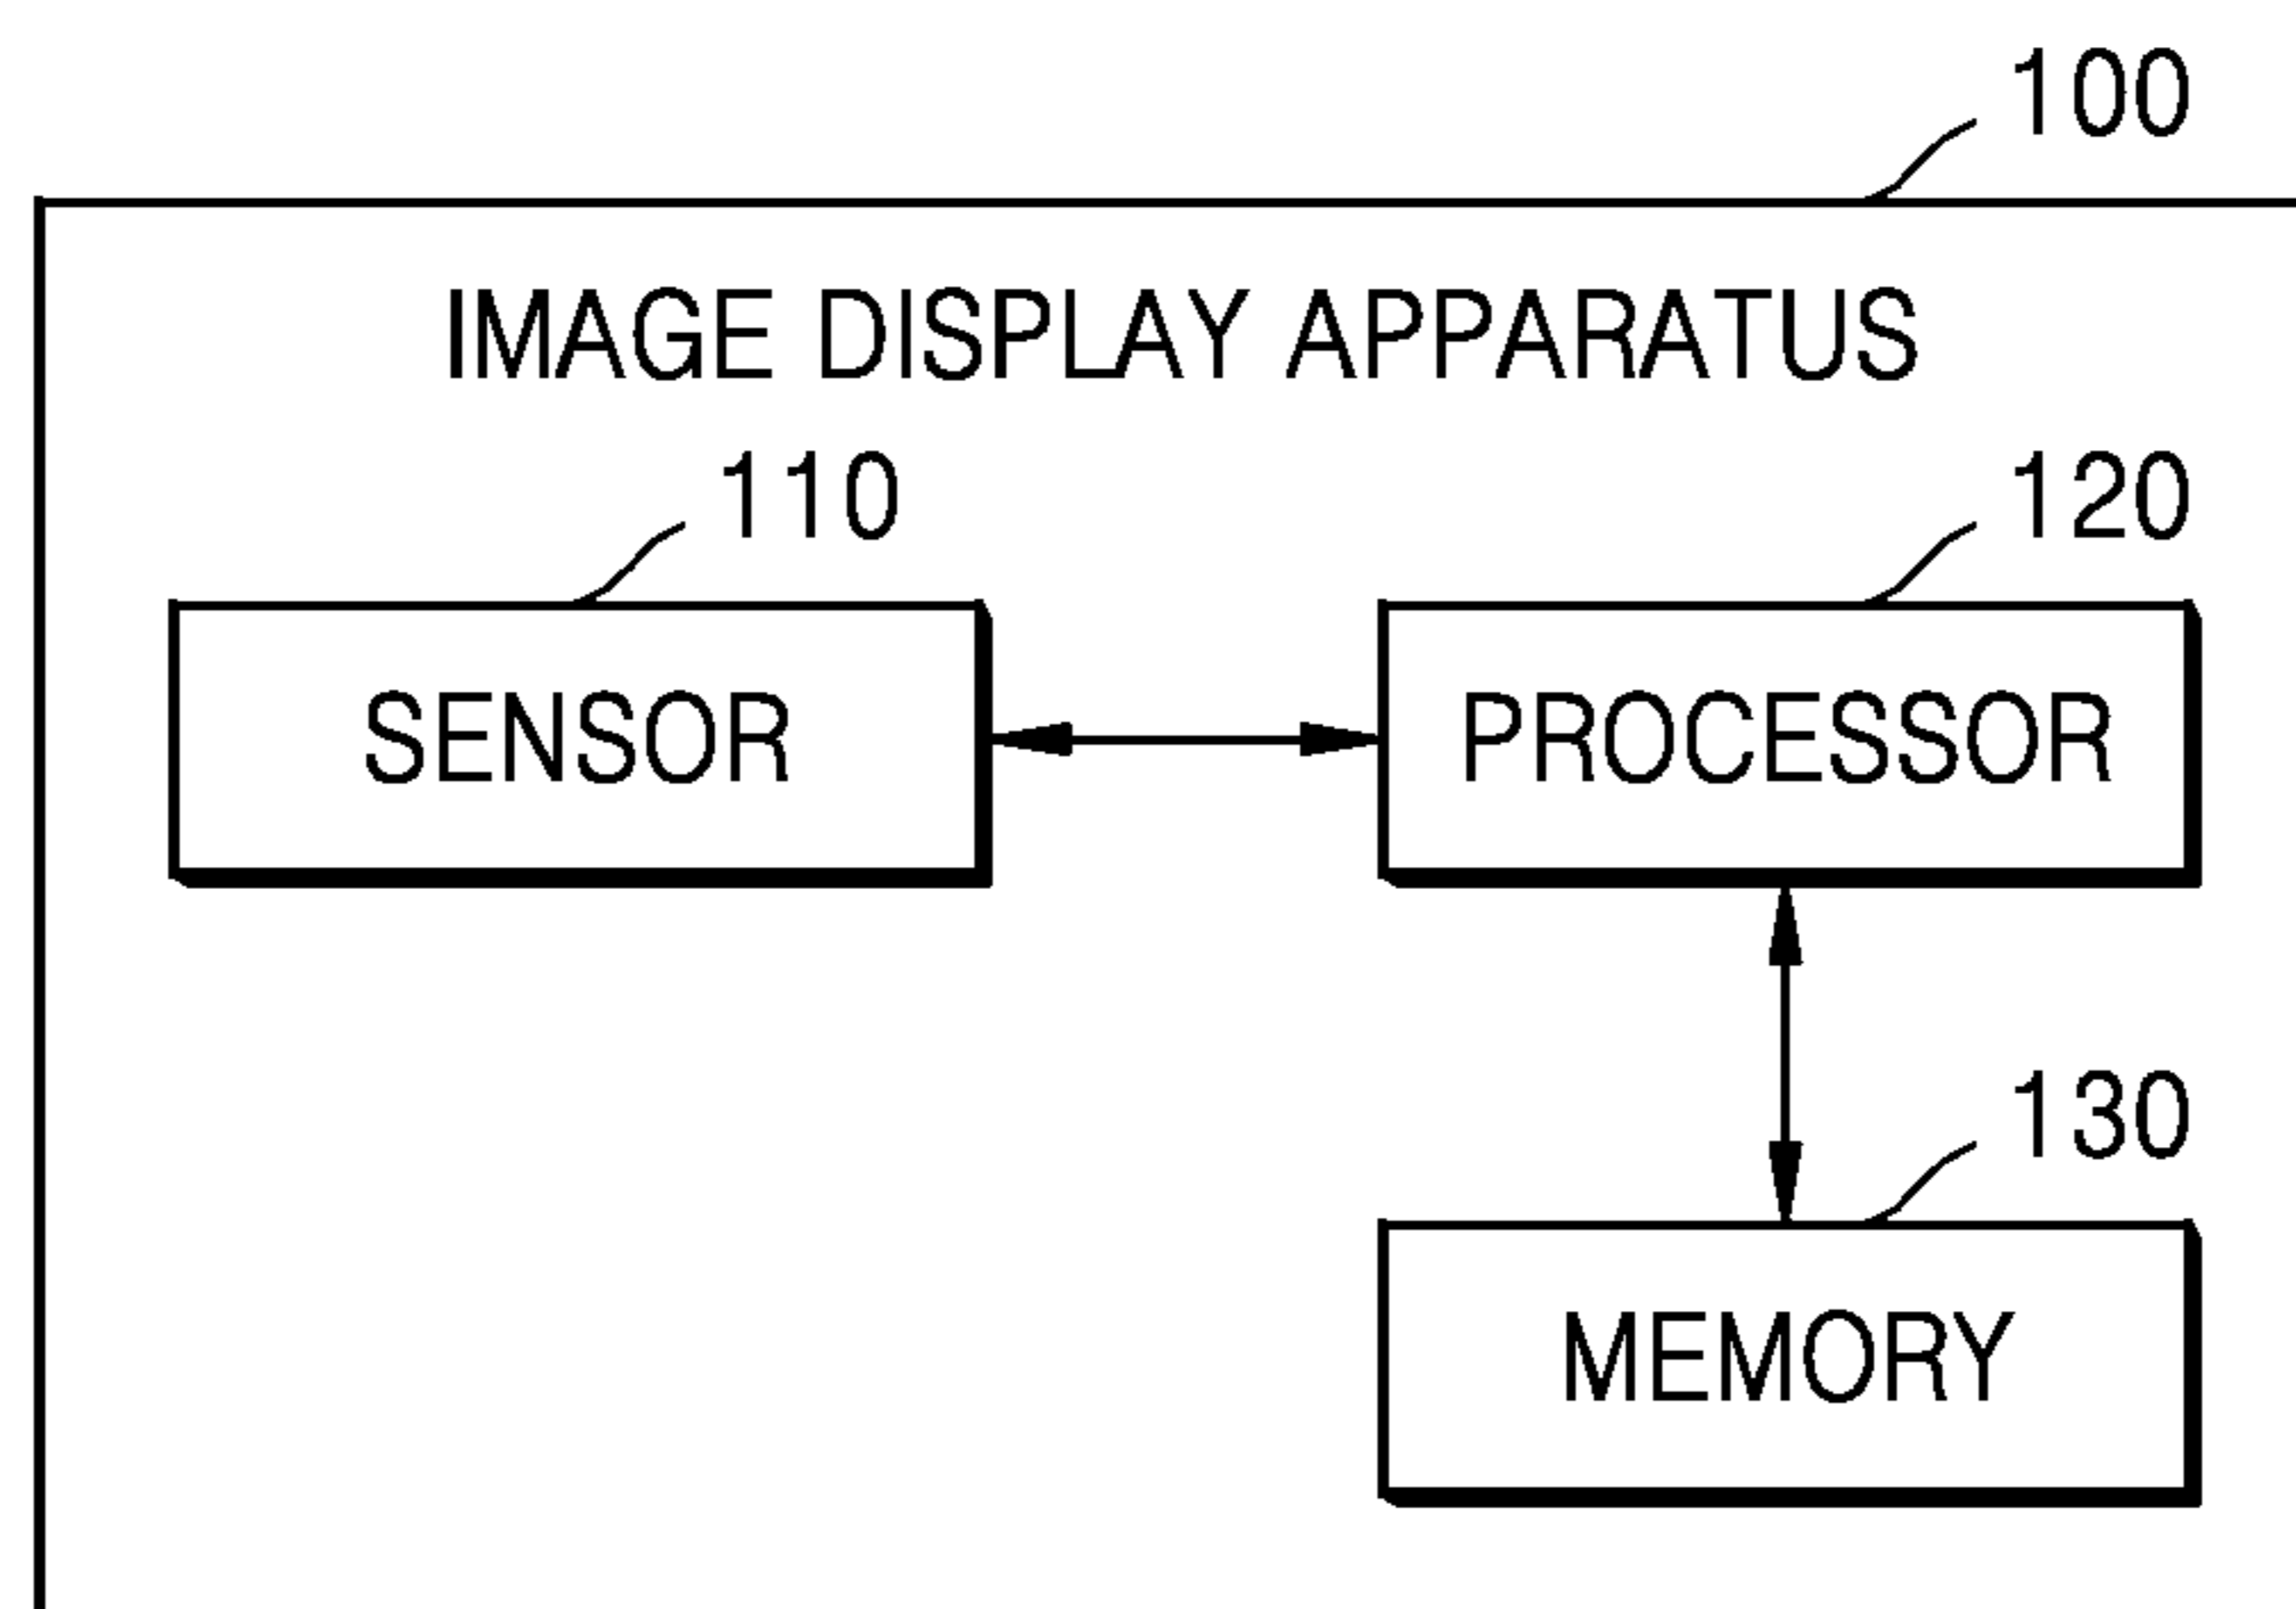 100
IMAGE DISPLAY APPARATUS
110
120
SENSOR
PROCESSOR
130
MEMORY